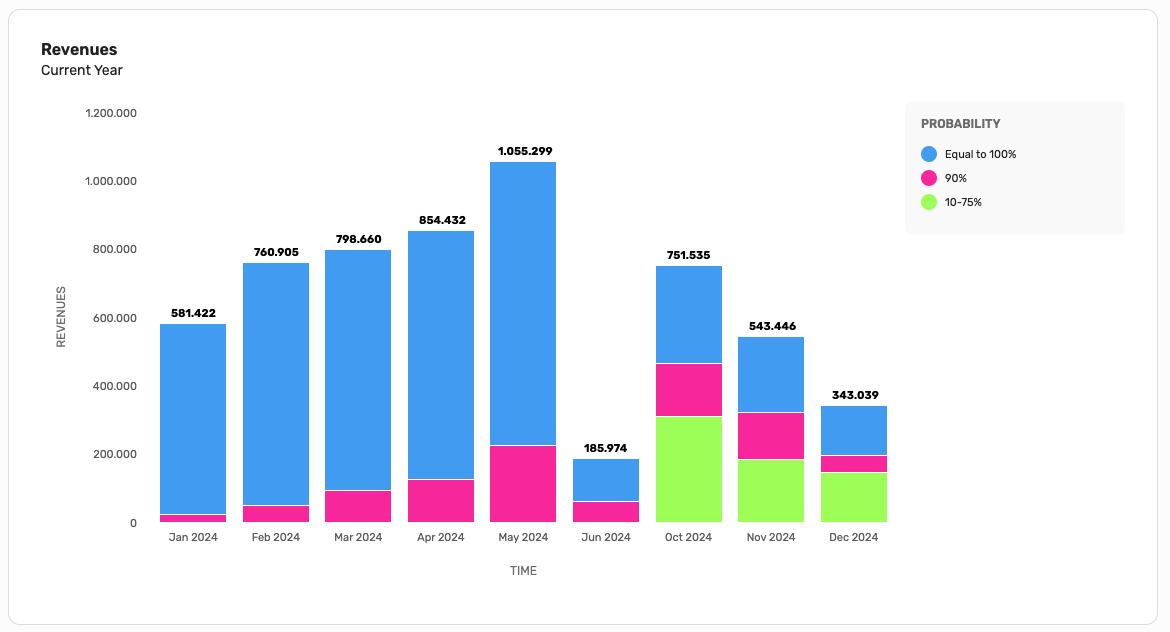 Revenues
Current Year
PROBABILITY
Equal to 100%
90%
10-75%
REVENUES
1.200.000
1.000.000
800.000
600.000
400.000
200.000
0
581.422
760.905
798.660
854.432
1.055.299
185.974
751.535
543.446
343.039
Jan 2024
Feb 2024
Mar 2024
Apr 2024
May 2024
Jun 2024
Oct 2024
Nov 2024
Dec 2024
TIME